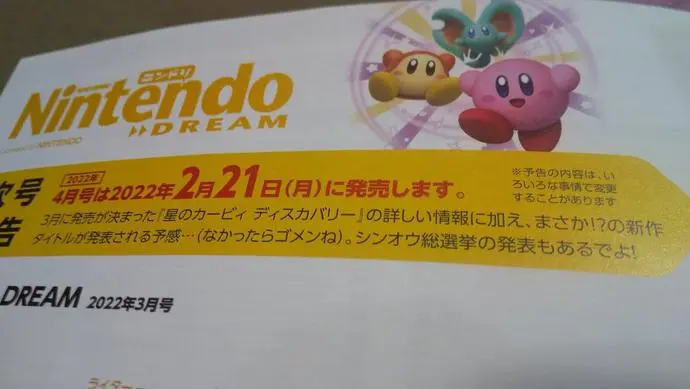 ニンドリ
Nintendo
DREAM
次号
告
2022年
4月号は2022年2月21日(月)に発売します。
※予告の内容は、い
ろいろな事情で変更
することがあります
3月に発売が決まった『星のカービィ ディスカバリー』の詳しい情報に加え、まさか!?の新作
タイトルが発表される予感…(なかったらゴメンね)。シンオウ総選挙の発表もあるでよ!
DREAM 2022年3月号